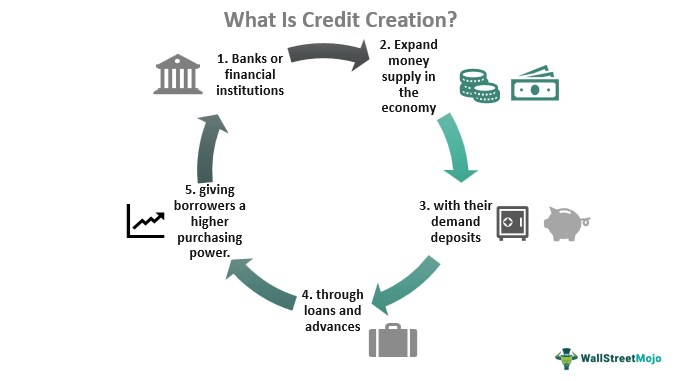 What Is Credit Creation?
1. Banks or
financial
institutions
2. Expand
money
supply in
the
economy
3. with their
demand
deposits
4. through
loans and
advances
5. giving
borrowers a
higher
purchasing
power.
WallStreetMojo